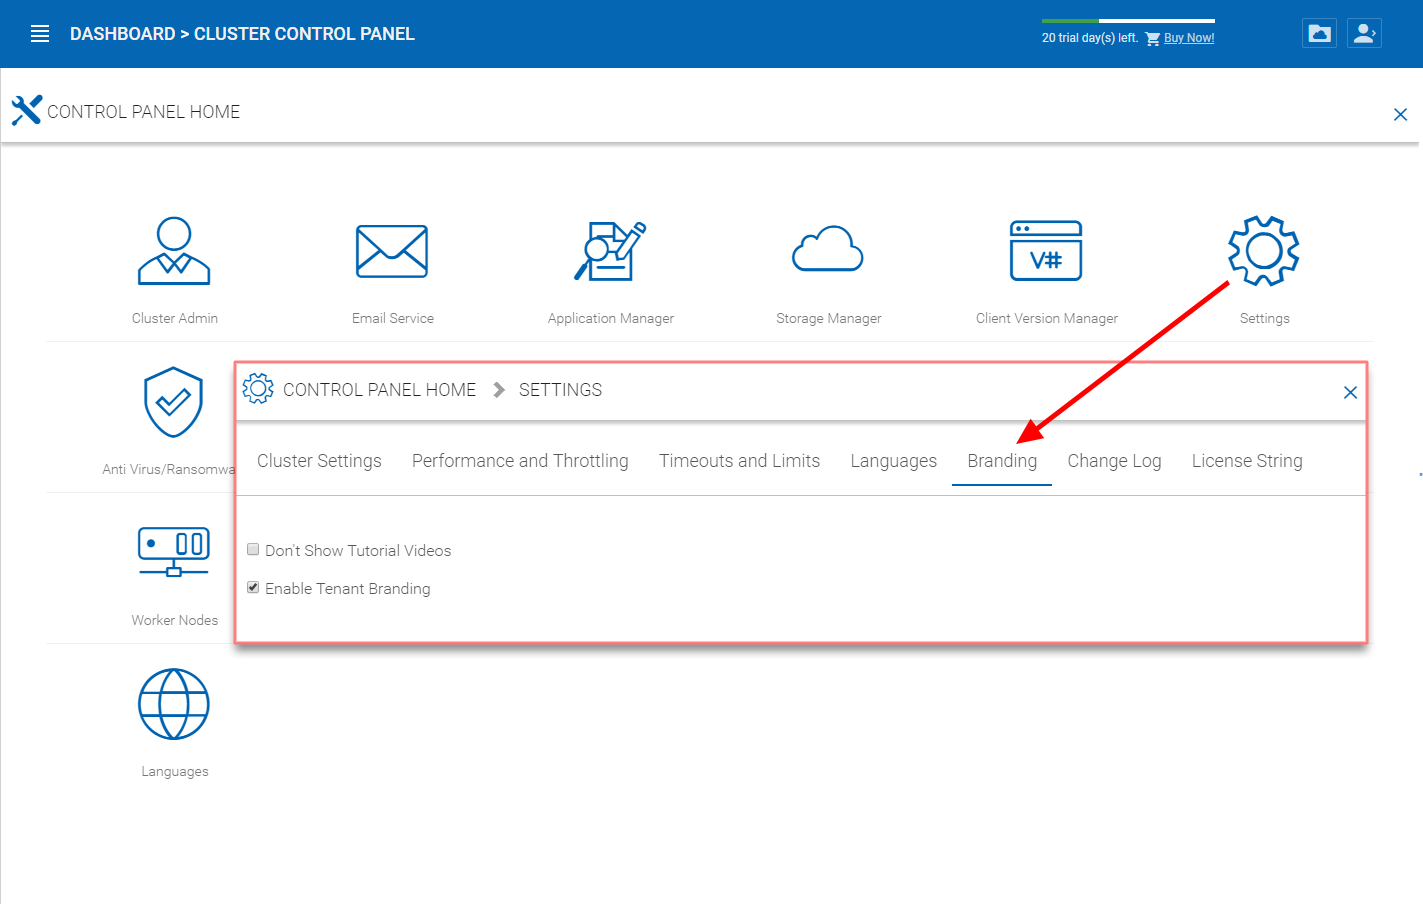 DASHBOARD > CLUSTER CONTROL PANEL
20 trial day(s) left. Buy Now!
CONTROL PANEL HOME
V#
Cluster Admin
Email Service
Application Manager
Storage Manager
Client Version Manager
Settings
CONTROL PANEL HOME SETTINGS
Cluster Settings
Performance and Throttling
Timeouts and Limits
Languages
Branding
Change Log
License String
Anti Virus/Ransomwa
Don't Show Tutorial Videos
Enable Tenant Branding
Worker Nodes
Languages